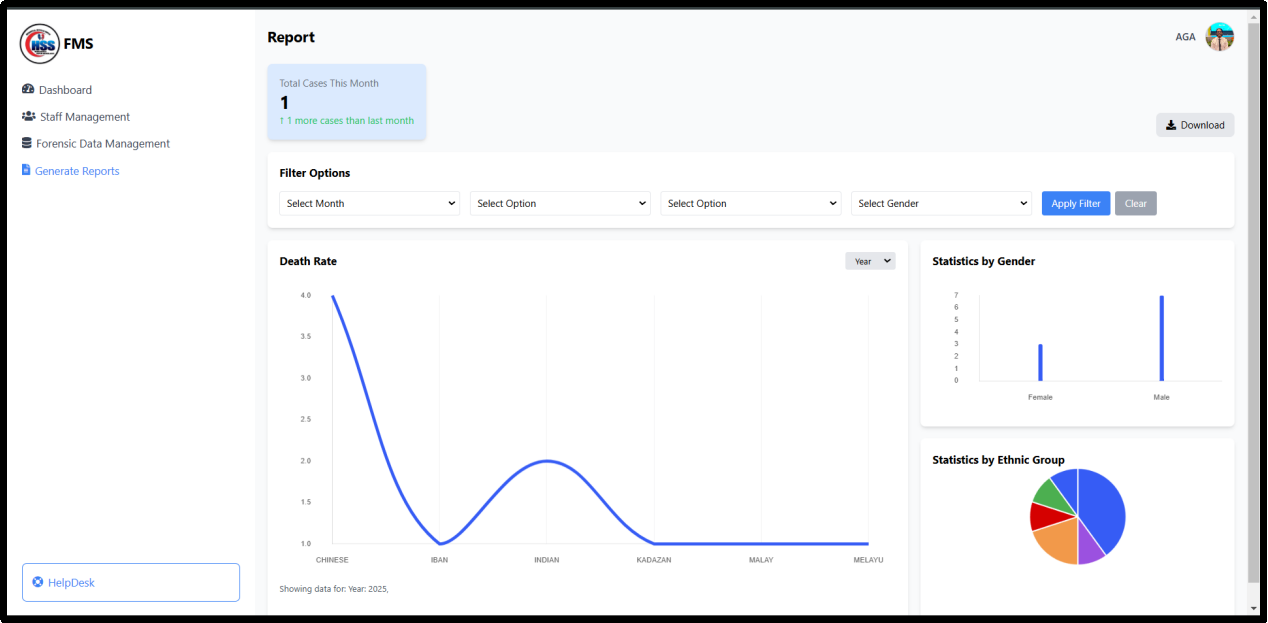 HSS
FMS
Dashboard
Staff Management
Forensic Data Management
Generate Reports
HelpDesk
Report
AGA
Total Cases This Month
1
↑ 1 more cases than last month
Download
Filter Options
Select Month
Select Option
Select Option
Select Gender
Apply Filter
Clear
Death Rate
Year
4.0
3.5
3.0
2.5
2.0
1.5
1.0
CHINESE
IBAN
INDIAN
KADAZAN
MALAY
MELAYU
Showing data for: Year: 2025,
Statistics by Gender
7
6
5
4
3
2
1
0
Female
Male
Statistics by Ethnic Group